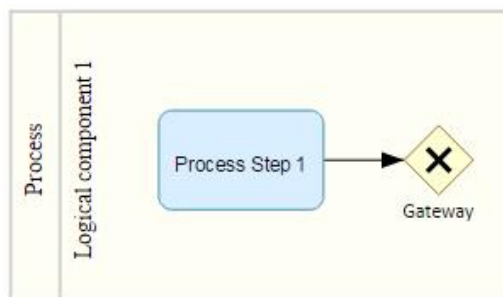 Process
Logical component 1
Process Step 1
Gateway